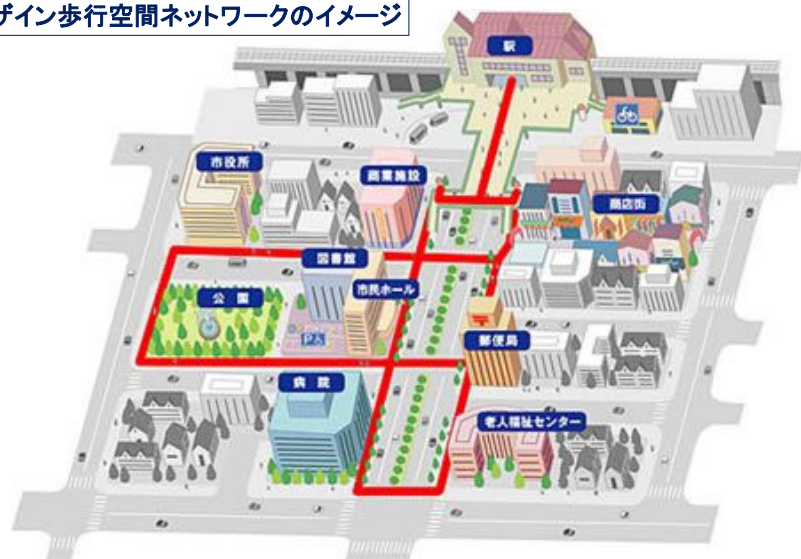 ザイン歩行空間ネットワークのイメージ
駅
市役所
商業施設
商店街
図書館
公園
市民ホール
P
郵便局
病院
老人福祉センター